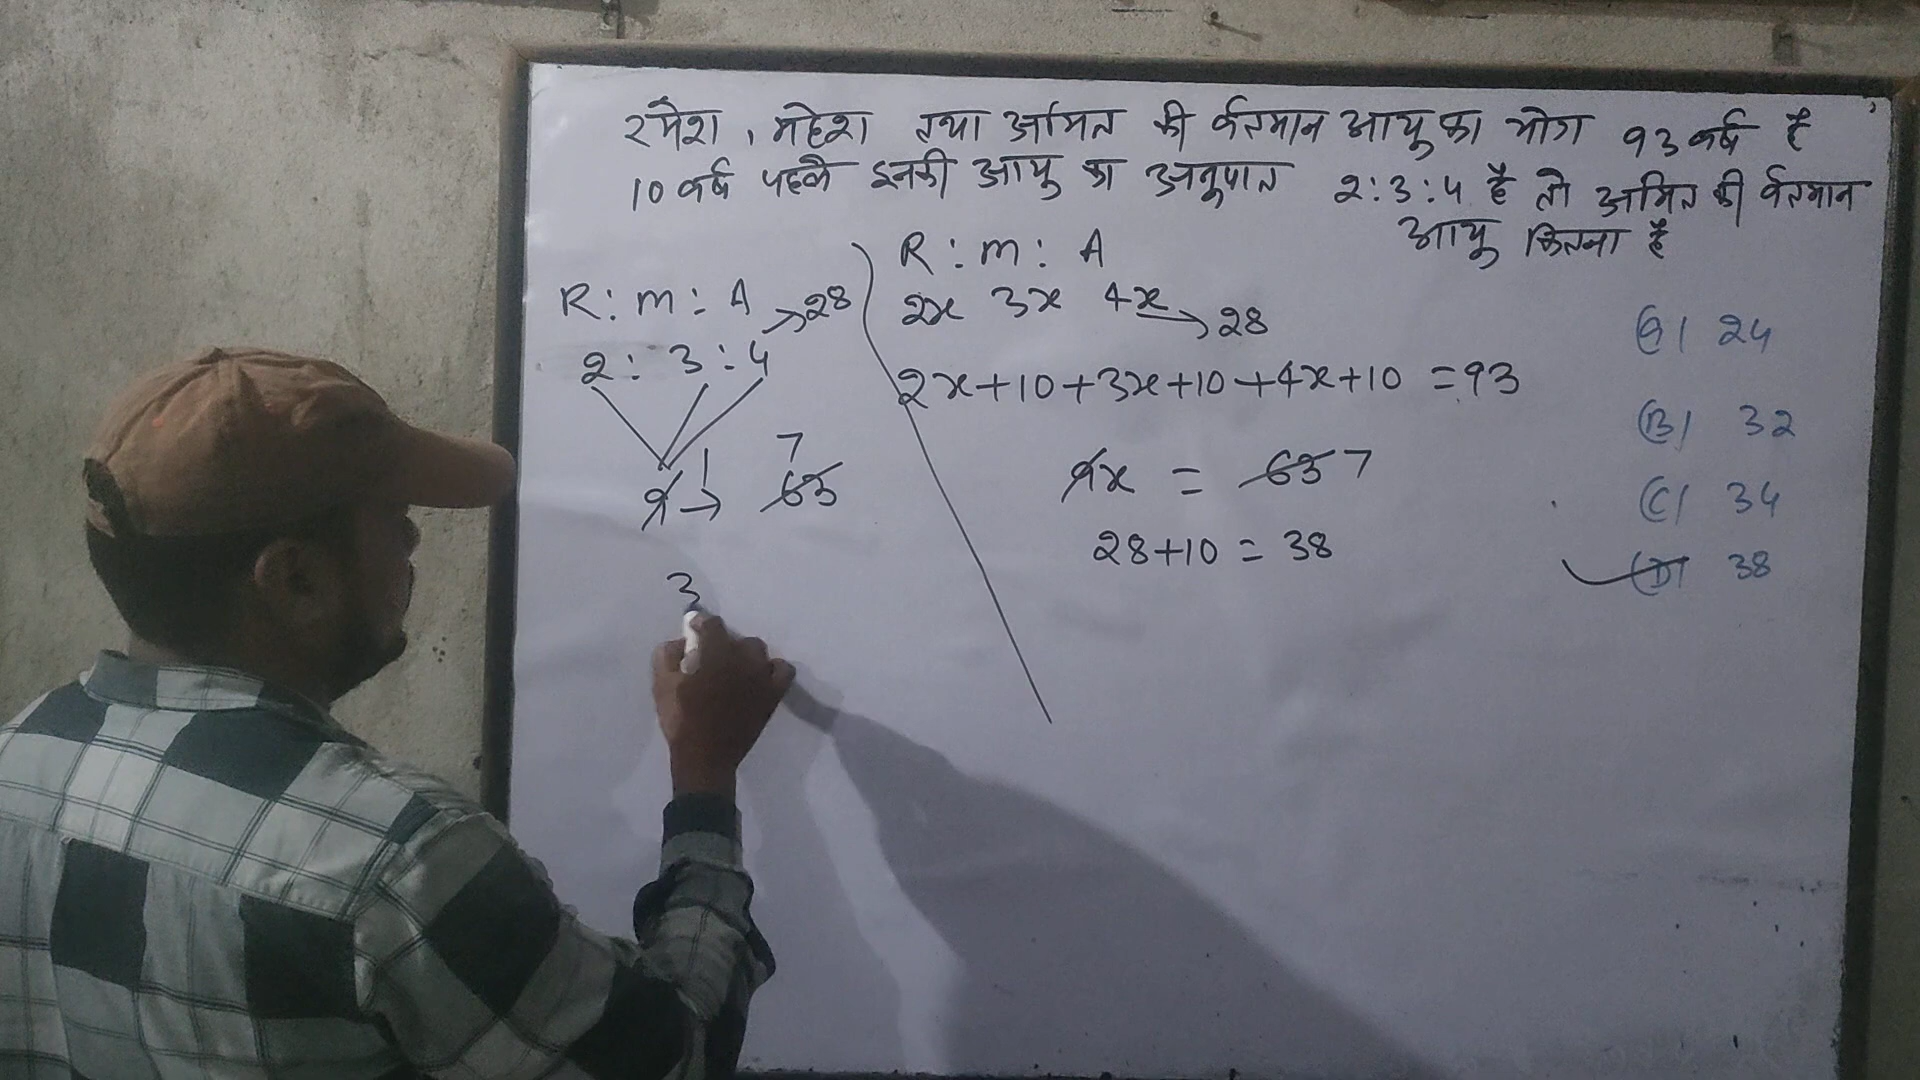 रमेश, महेश तथा अमित की वर्तमान आयु का योग 93 वर्ष है
10 वर्ष पहले इनकी आयु का अनुपात 2:3:4 है तो अमित की वर्तमान
आयु कितना है
R : m : A → 28
2 : 3 : 4
1 7
9 → 63
3
R : m : A
2x 3x 4x → 28
2x+10+3x+10+4x+10 = 93
9x = 63 7
28+10 = 38
(A) 24
(B) 32
(C) 34
(D) 38